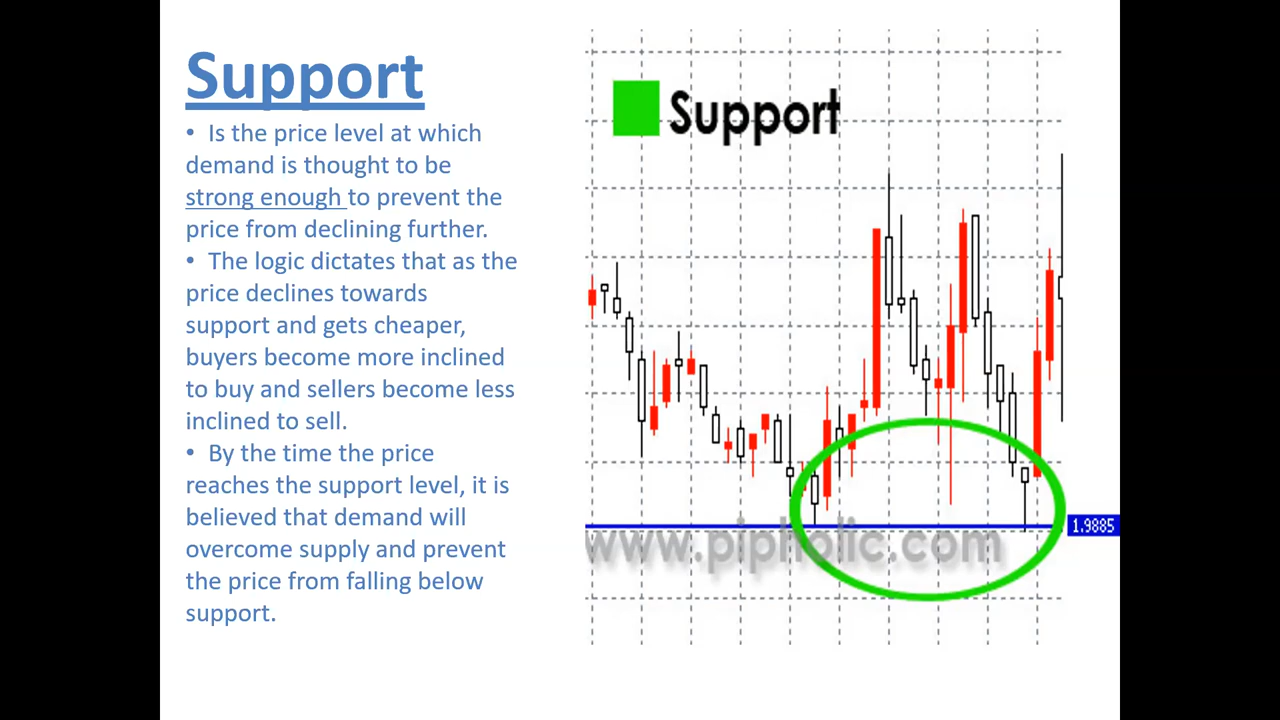 Support
• Is the price level at which
demand is thought to be
strong enough to prevent the
price from declining further.
• The logic dictates that as the
price declines towards
support and gets cheaper,
buyers become more inclined
to buy and sellers become less
inclined to sell.
• By the time the price
reaches the support level, it is
believed that demand will
overcome supply and prevent
the price from falling below
support.
Support
1.9885
www.pipholic.com